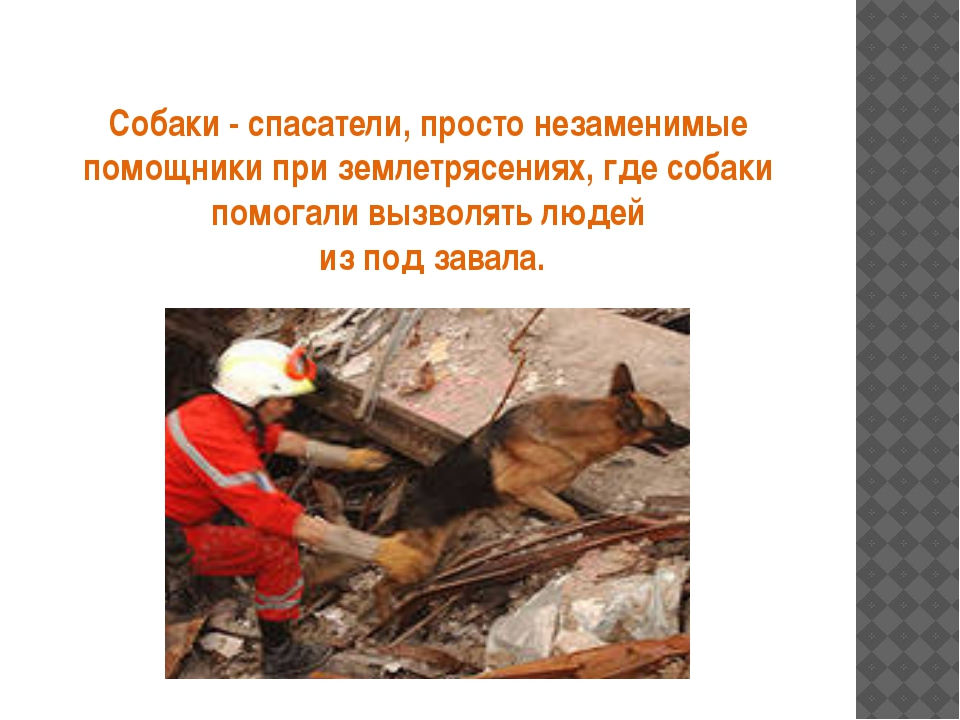 Собаки - спасатели, просто незаменимые
помощники при землетрясениях, где собаки
помогали вызволять людей
из под завала.